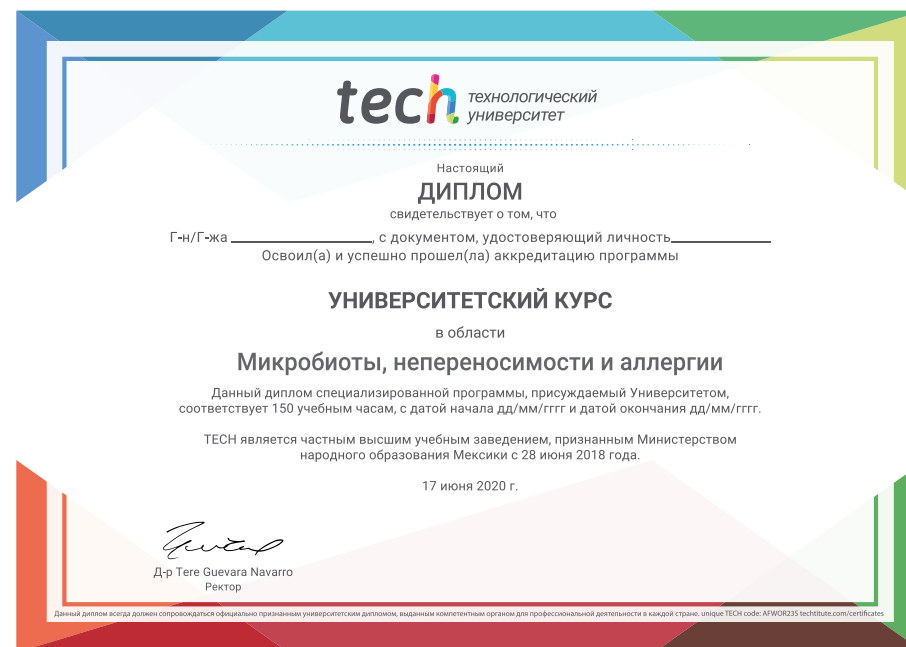 tech технологический
университет
Настоящий
ДИПЛОМ
свидетельствует о том, что
Г-н/Г-жа ____________________, с документом, удостоверяющий личность______________
Освоил(а) и успешно прошел(ла) аккредитацию программы
УНИВЕРСИТЕТСКИЙ КУРС
в области
Микробиоты, непереносимости и аллергии
Данный диплом специализированной программы, присуждаемый Университетом,
соответствует 150 учебным часам, с датой начала дд/мм/гггг и датой окончания дд/мм/гггг.
TECH является частным высшим учебным заведением, признанным Министерством
народного образования Мексики с 28 июня 2018 года.
17 июня 2020 г.
Д-р Tere Guevara Navarro
Ректор
Данный диплом всегда должен сопровождаться официально признанным университетским дипломом, выданным компетентным органом для профессиональной деятельности в каждой стране. unique TECH code: AFWOR23S techtitute.com/certificates